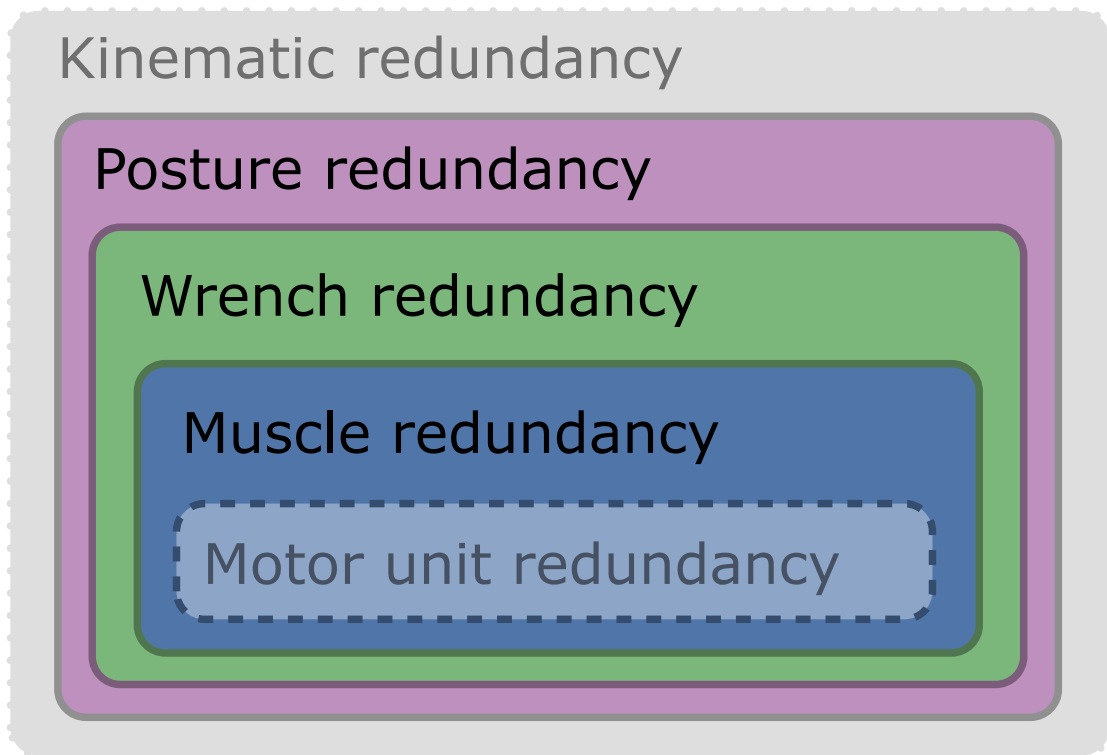 Kinematic redundancy
Posture redundancy
Wrench redundancy
Muscle redundancy
Motor unit redundancy